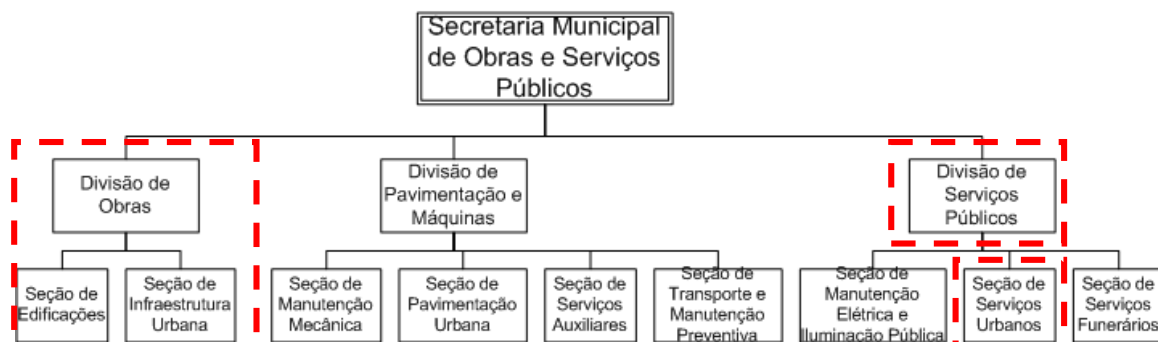 Secretaria Municipal
de Obras e Serviços
Públicos
Divisão de
Obras
Divisão de
Pavimentação e
Máquinas
Divisão de
Serviços
Públicos
Seção de
Edificações
Seção de
Infraestrutura
Urbana
Seção de
Manutenção
Mecânica
Seção de
Pavimentação
Urbana
Seção de
Serviços
Auxiliares
Seção de
Transporte e
Manutenção
Preventiva
Seção de
Manutenção
Elétrica e
Iluminação Pública
Seção de
Serviços
Urbanos
Seção de
Serviços
Funerários